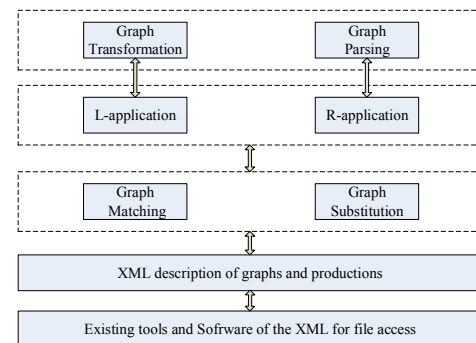 Graph
Transformation
Graph
Parsing
L-application
R-application
Graph
Matching
Graph
Substitution
XML description of graphs and productions
Existing tools and Sofrware of the XML for file access